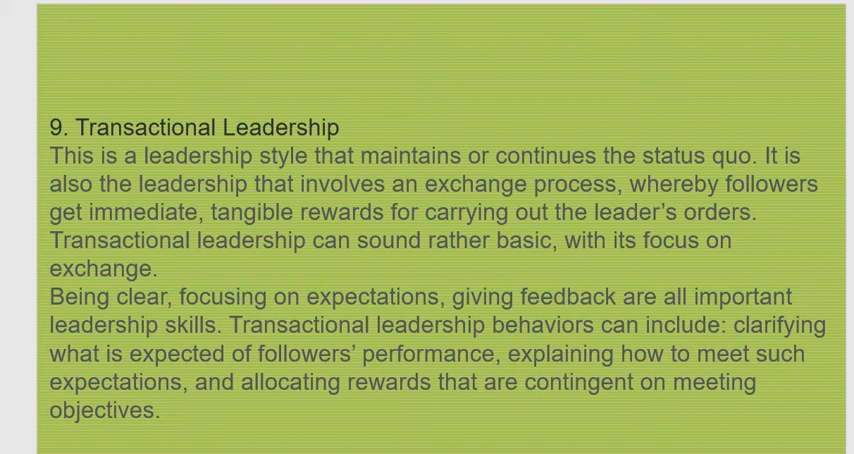 9. Transactional Leadership
This is a leadership style that maintains or continues the status quo. It is
also the leadership that involves an exchange process, whereby followers
get immediate, tangible rewards for carrying out the leader’s orders.
Transactional leadership can sound rather basic, with its focus on
exchange.
Being clear, focusing on expectations, giving feedback are all important
leadership skills. Transactional leadership behaviors can include: clarifying
what is expected of followers’ performance, explaining how to meet such
expectations, and allocating rewards that are contingent on meeting
objectives.